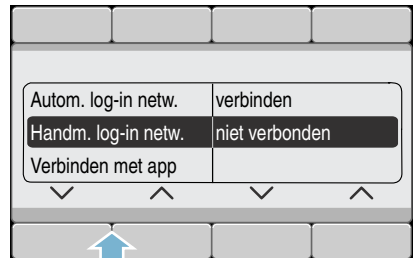 Autom. log-in netw. verbinden
Handm. log-in netw. niet verbonden
Verbinden met app